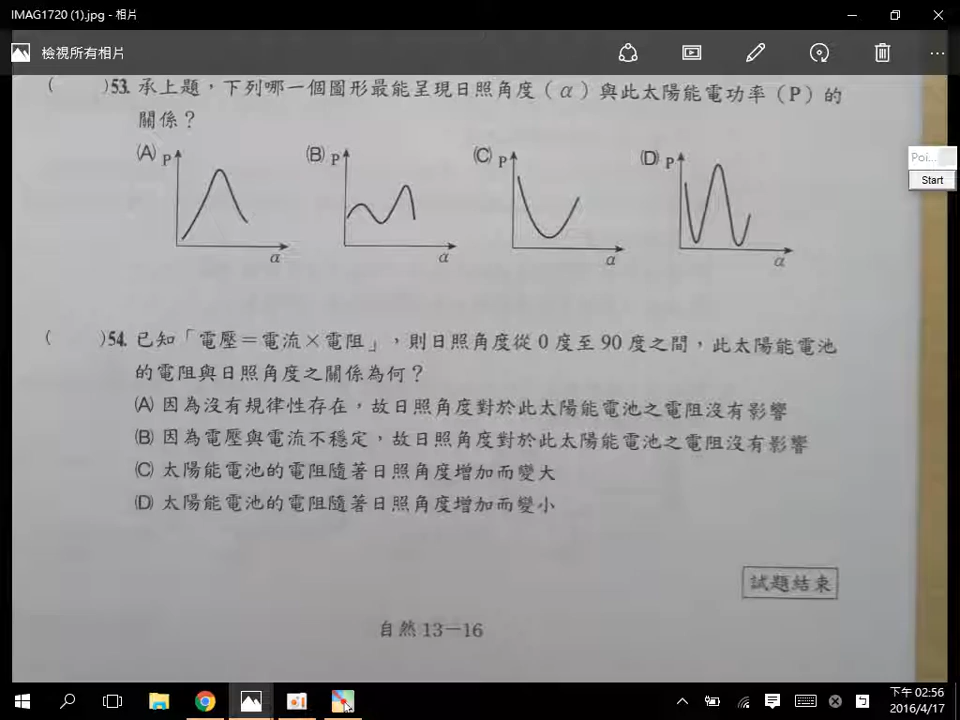 IMAG1720 (1).jpg - 相片
檢視所有相片
( )53. 承上題，下列哪一個圖形最能呈現日照角度（α）與此太陽能電功率（P）的
關係？
(A) P α (B) P α (C) P α (D) P α
Poi...
Start
( )54. 已知「電壓＝電流×電阻」，則日照角度從 0 度至 90 度之間，此太陽能電池
的電阻與日照角度之關係為何？
(A) 因為沒有規律性存在，故日照角度對於此太陽能電池之電阻沒有影響
(B) 因為電壓與電流不穩定，故日照角度對於此太陽能電池之電阻沒有影響
(C) 太陽能電池的電阻隨著日照角度增加而變大
(D) 太陽能電池的電阻隨著日照角度增加而變小
試題結束
自然 13－16
下午 02:56
2016/4/17